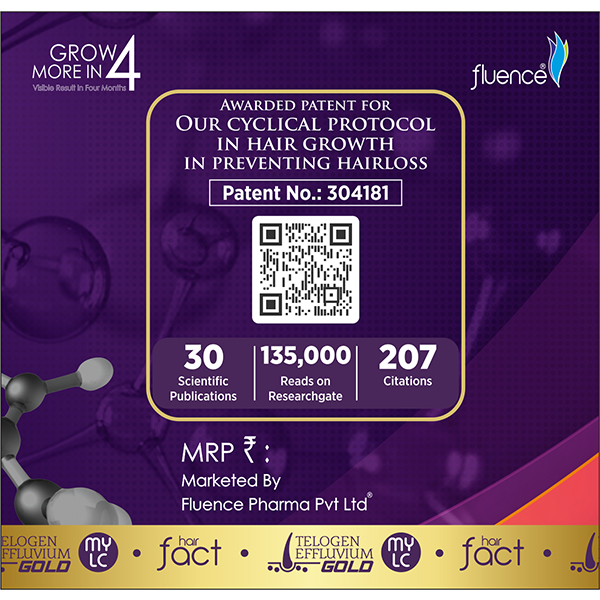 GROW
MORE IN 4
Visible Result in Four Months
fluence®
AWARDED PATENT FOR
OUR CYCLICAL PROTOCOL
IN HAIR GROWTH
IN PREVENTING HAIRLOSS
Patent No.: 304181
30
Scientific
Publications
135,000
Reads on
Researchgate
207
Citations
MRP ₹ :
Marketed By
Fluence Pharma Pvt Ltd®
ELOGEN
EFFLUVIUM
GOLD
MY
LC
hair
fact
TELOGEN
EFFLUVIUM
GOLD
MY
LC
hair
fact